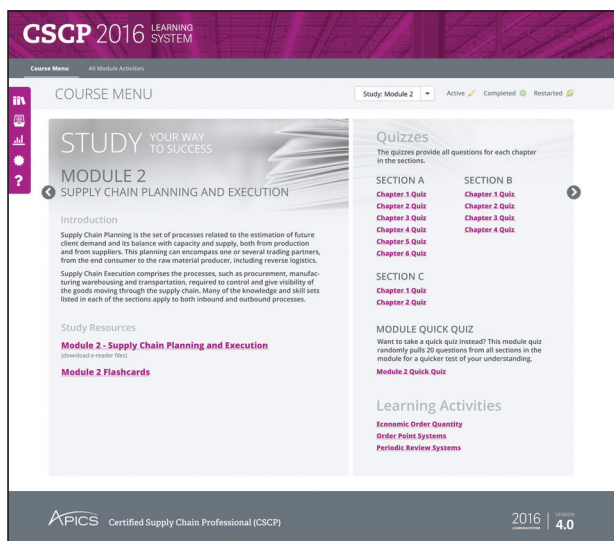 CSCP 2016 LEARNING SYSTEM
Course Menu All Module Activities
COURSE MENU
Study: Module 2
Active Completed Restarted
?
STUDY YOUR WAY TO SUCCESS
MODULE 2
SUPPLY CHAIN PLANNING AND EXECUTION
Introduction
Supply Chain Planning is the set of processes related to the estimation of future
client demand and its balance with capacity and supply, both from production
and from suppliers. This planning can encompass one or several trading partners,
from the end consumer to the raw material producer, including reverse logistics.
Supply Chain Execution comprises the processes, such as procurement, manufac-
turing warehousing and transportation, required to control and give visibility of
the goods moving through the supply chain. Many of the knowledge and skill sets
listed in each of the sections apply to both inbound and outbound processes.
Study Resources
Module 2 - Supply Chain Planning and Execution
(download e-reader files)
Module 2 Flashcards
Quizzes
The quizzes provide all questions for each chapter
in the sections.
SECTION A
Chapter 1 Quiz
Chapter 2 Quiz
Chapter 3 Quiz
Chapter 4 Quiz
Chapter 5 Quiz
Chapter 6 Quiz
SECTION B
Chapter 1 Quiz
Chapter 2 Quiz
Chapter 3 Quiz
Chapter 4 Quiz
SECTION C
Chapter 1 Quiz
Chapter 2 Quiz
MODULE QUICK QUIZ
Want to take a quick quiz instead? This module quiz
randomly pulls 20 questions from all sections in the
module for a quicker test of your understanding.
Module 2 Quick Quiz
Learning Activities
Economic Order Quantity
Order Point Systems
Periodic Review Systems
APICS Certified Supply Chain Professional (CSCP)
2016 VERSION 4.0